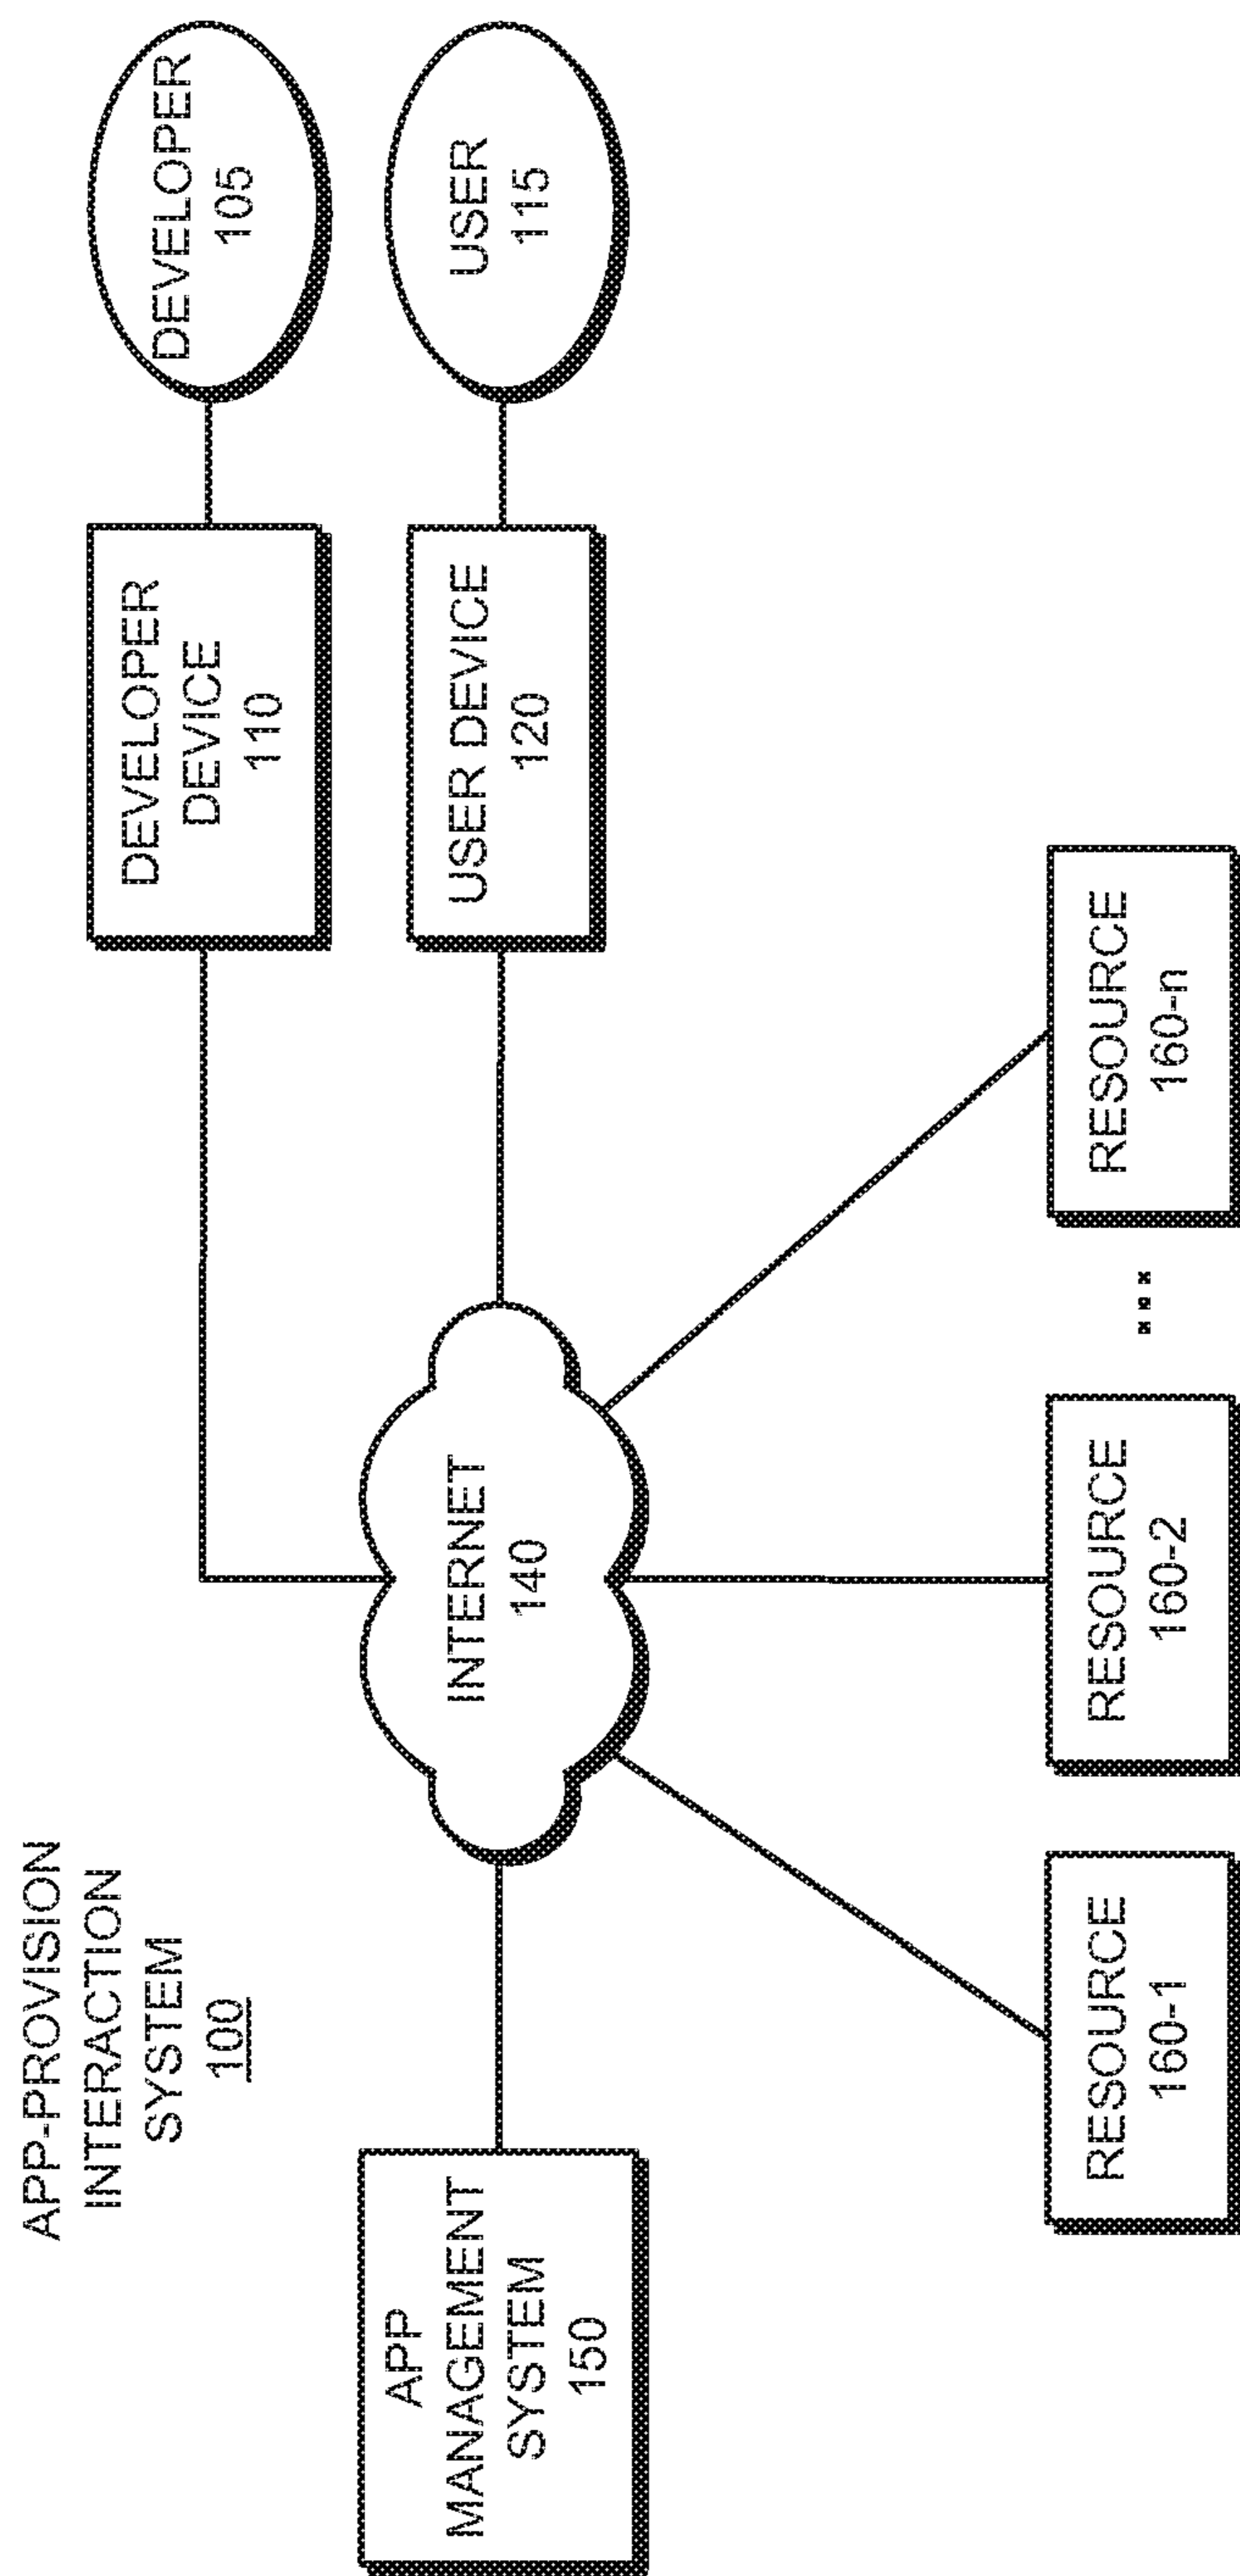 APP-PROVISION
INTERACTION
SYSTEM
100
DEVELOPER
DEVICE
110
DEVELOPER
105
APP
MANAGEMENT
SYSTEM
150
INTERNET
140
USER DEVICE
120
USER
115
RESOURCE
160-1
RESOURCE
160-2
...
RESOURCE
160-n